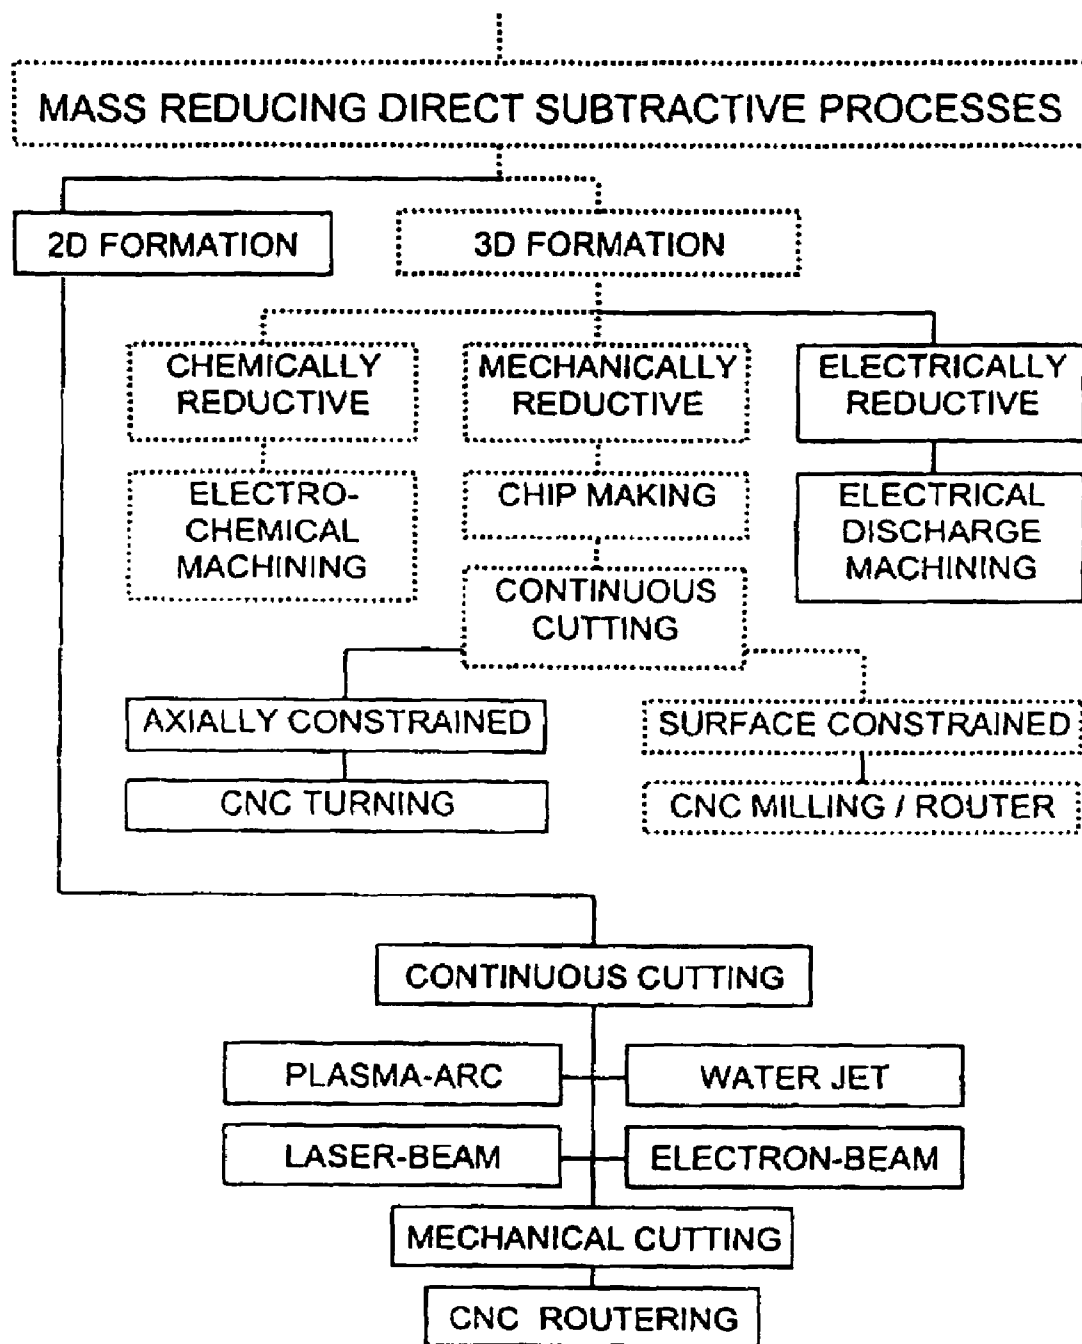 MASS REDUCING DIRECT SUBTRACTIVE PROCESSES
2D FORMATION
3D FORMATION
CHEMICALLY
REDUCTIVE
MECHANICALLY
REDUCTIVE
ELECTRICALLY
REDUCTIVE
ELECTRO-
CHEMICAL
MACHINING
CHIP MAKING
ELECTRICAL
DISCHARGE
MACHINING
CONTINUOUS
CUTTING
AXIALLY CONSTRAINED
SURFACE CONSTRAINED
CNC TURNING
CNC MILLING / ROUTER
CONTINUOUS CUTTING
PLASMA-ARC
WATER JET
LASER-BEAM
ELECTRON-BEAM
MECHANICAL CUTTING
CNC ROUTERING